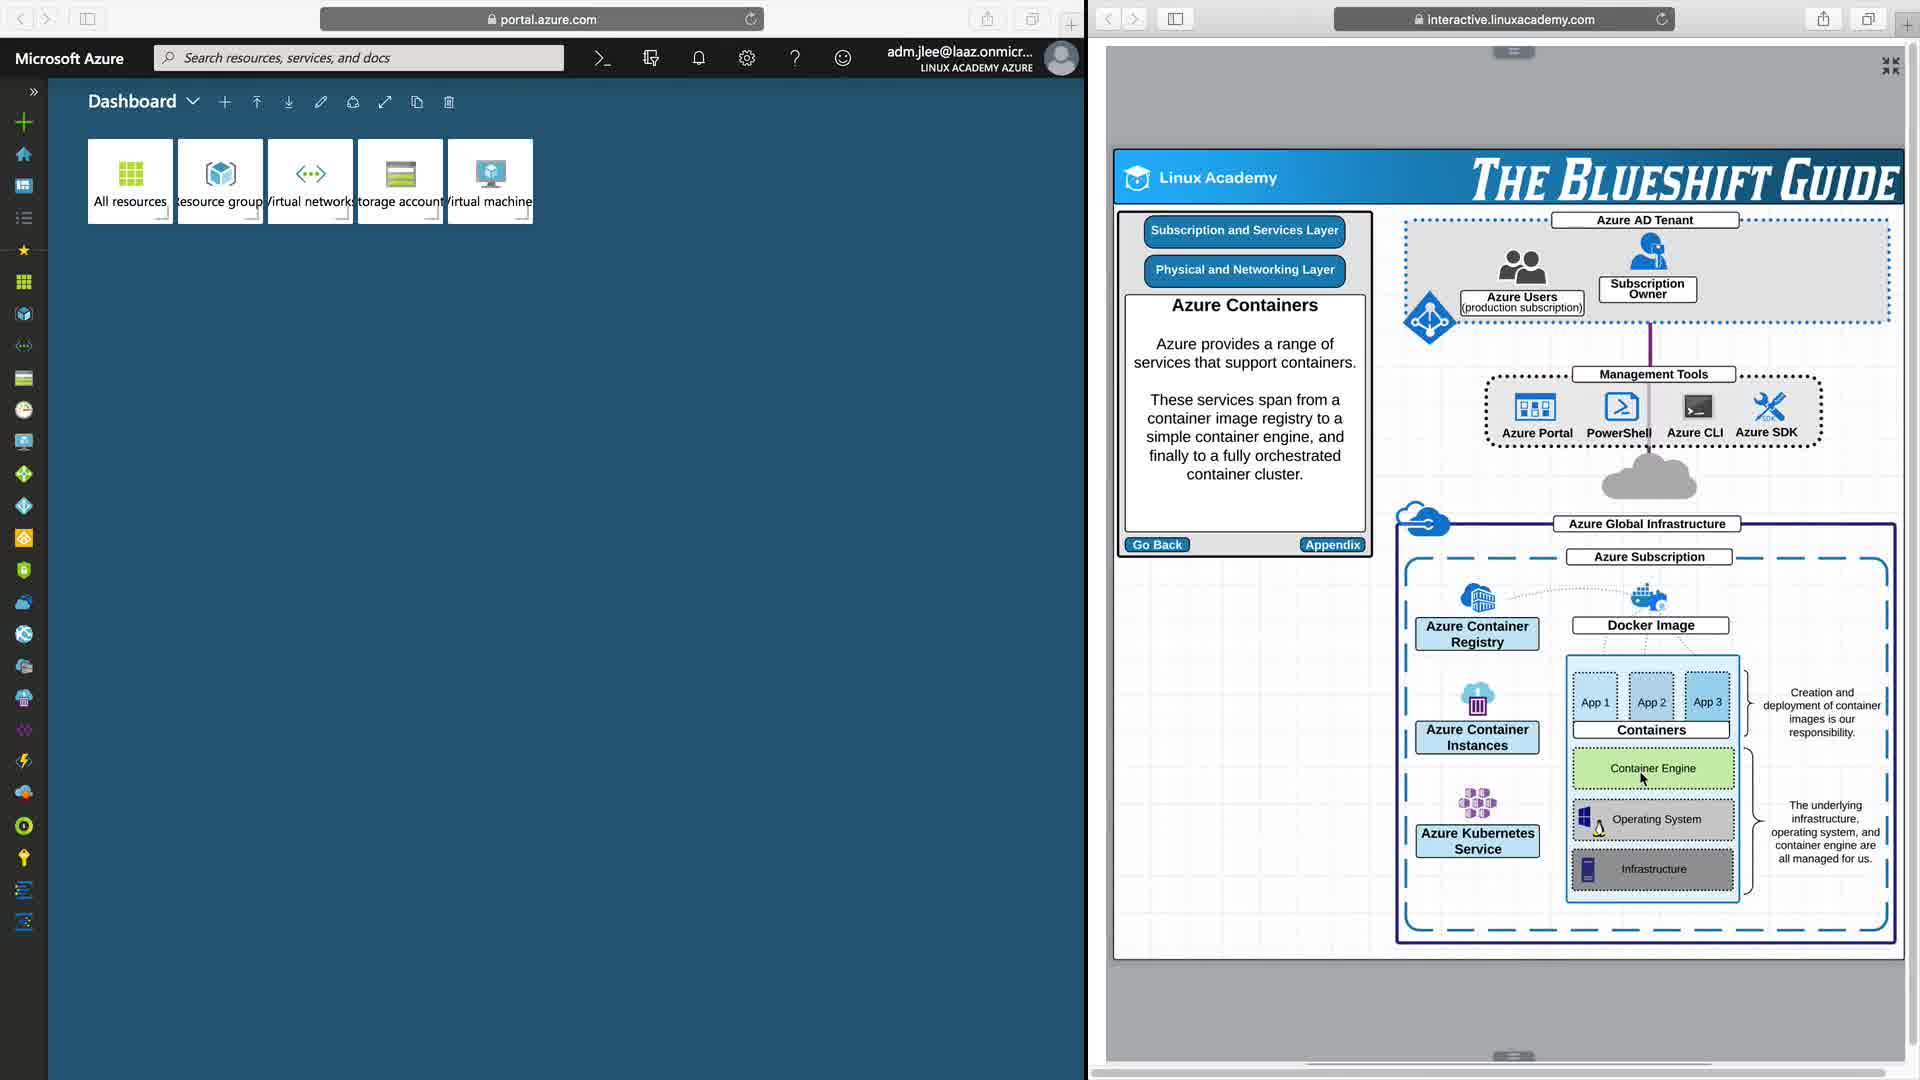 portal.azure.com
Microsoft Azure
Search resources, services, and docs
adm.jlee@laaz.onmicr...
LINUX ACADEMY AZURE
Dashboard
All resources
Resource group
Virtual networks
Storage account
Virtual machine
interactive.linuxacademy.com
Linux Academy
THE BLUESHIFT GUIDE
Subscription and Services Layer
Physical and Networking Layer
Azure Containers
Azure provides a range of
services that support containers.
These services span from a
container image registry to a
simple container engine, and
finally to a fully orchestrated
container cluster.
Go Back
Appendix
Azure AD Tenant
Azure Users
(production subscription)
Subscription
Owner
Management Tools
Azure Portal
PowerShell
Azure CLI
SDK
Azure SDK
Azure Global Infrastructure
Azure Subscription
Azure Container
Registry
Docker Image
Azure Container
Instances
App 1
App 2
App 3
Containers
Creation and
deployment of container
images is our
responsibility.
Container Engine
Operating System
Infrastructure
The underlying
infrastructure,
operating system, and
container engine are
all managed for us.
Azure Kubernetes
Service